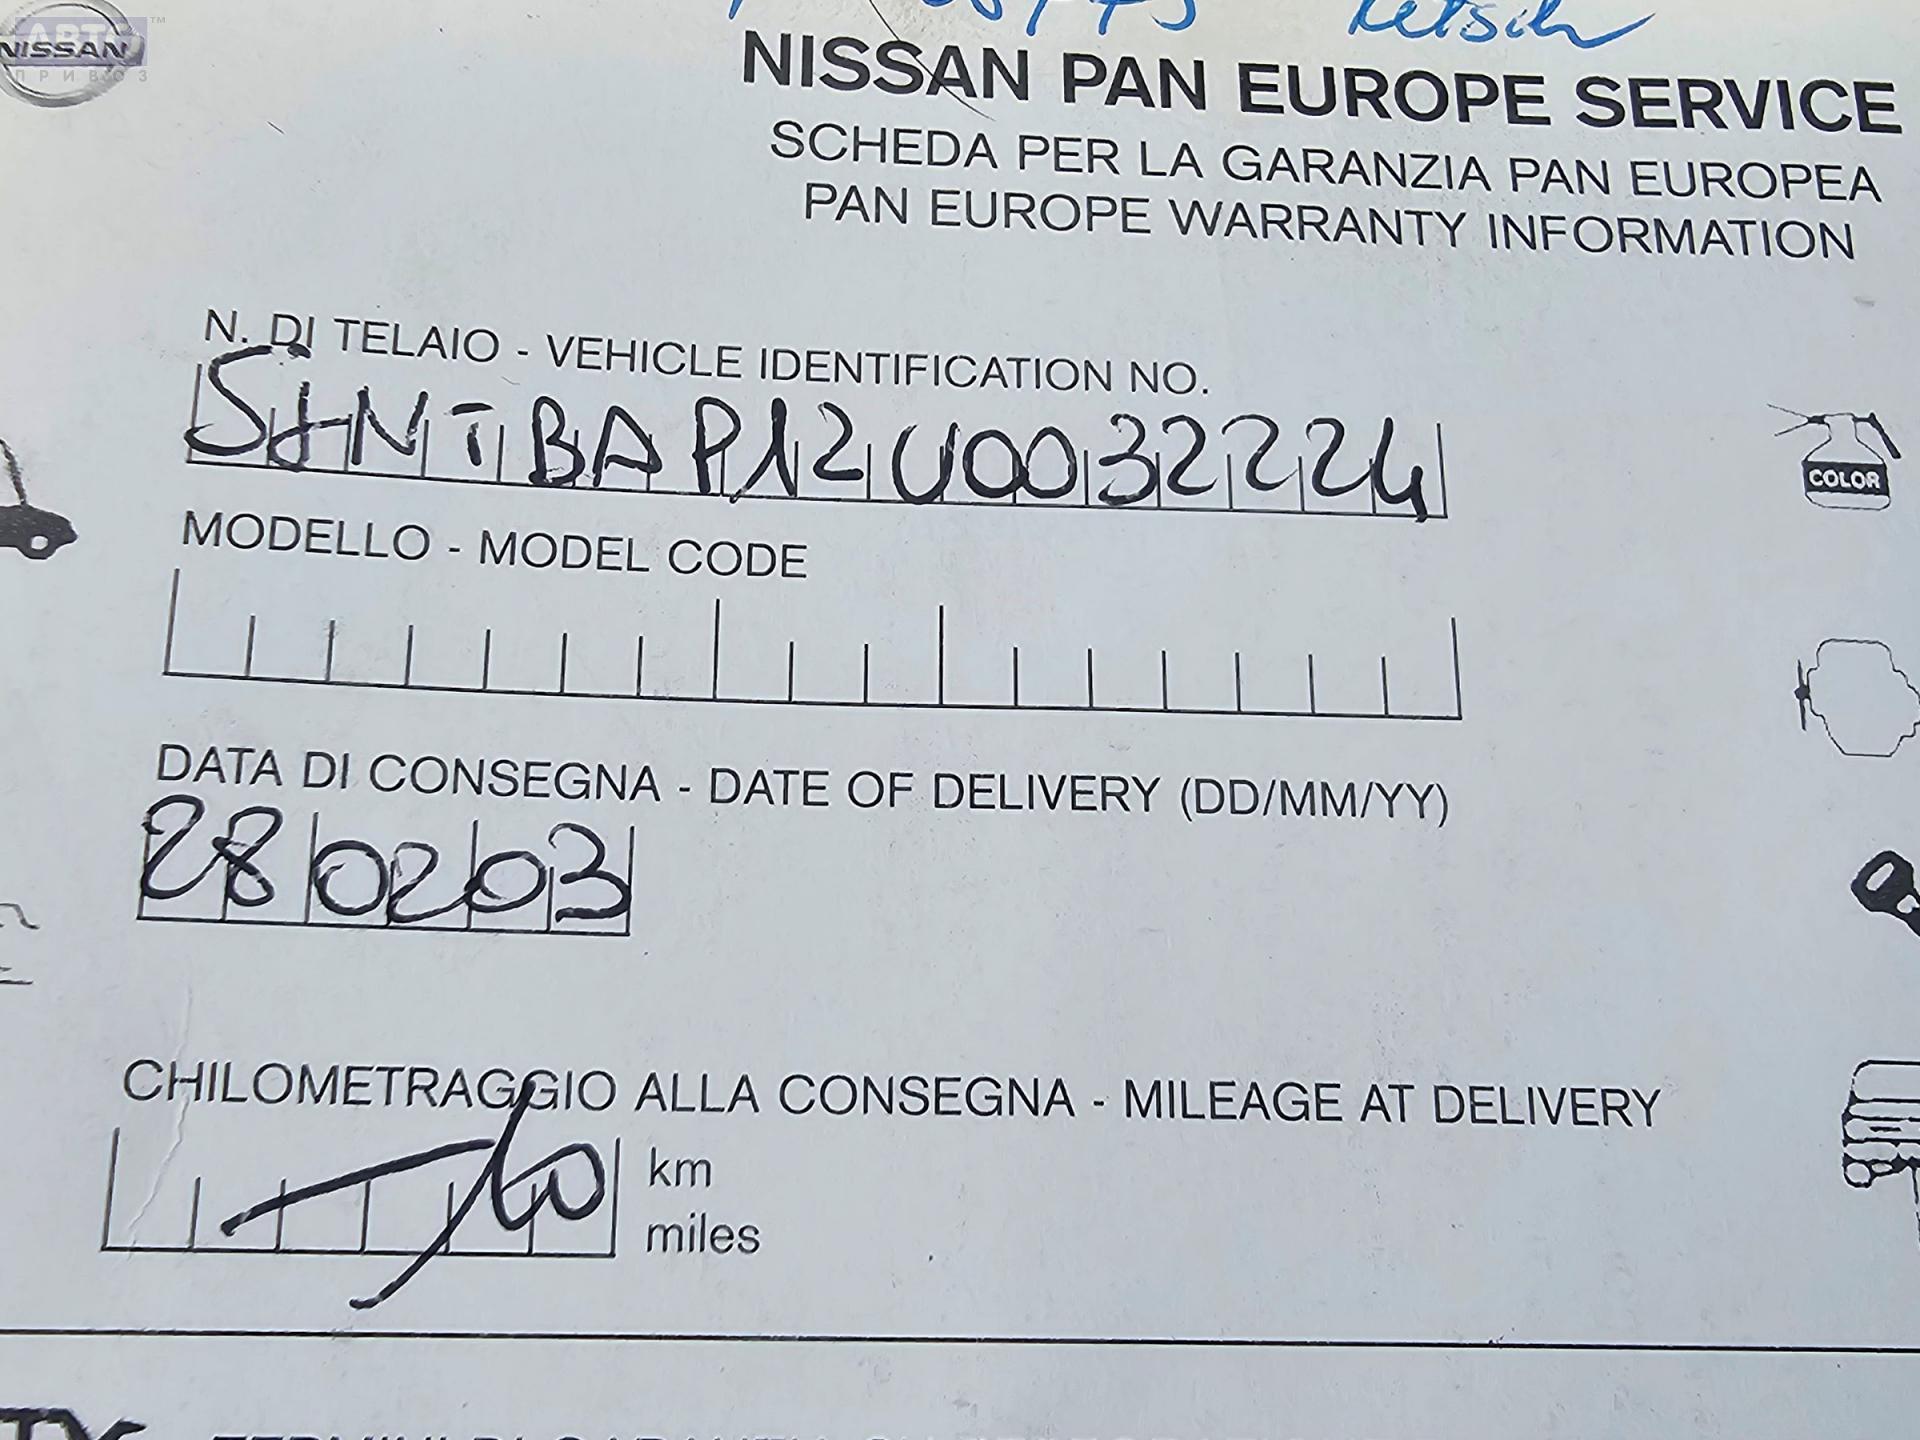 NISSAN
АВТО
ПРИВОЗ
™
NISSAN PAN EUROPE SERVICE
SCHEDA PER LA GARANZIA PAN EUROPEA
PAN EUROPE WARRANTY INFORMATION
N. DI TELAIO - VEHICLE IDENTIFICATION NO.
SJNTBAP12U0032224
COLOR
MODELLO - MODEL CODE
DATA DI CONSEGNA - DATE OF DELIVERY (DD/MM/YY)
280203
CHILOMETRAGGIO ALLA CONSEGNA - MILEAGE AT DELIVERY
10 km
miles